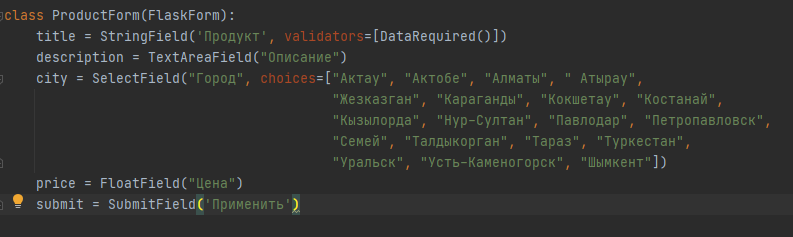 class ProductForm(FlaskForm):
title = StringField('Продукт', validators=[DataRequired()])
description = TextAreaField("Описание")
city = SelectField("Город", choices=["Актау", "Актобе", "Алматы", " Атырау",
"Жезказган", "Караганды", "Кокшетау", "Костанай",
"Кызылорда", "Нур-Султан", "Павлодар", "Петропавловск",
"Семей", "Талдыкорган", "Тараз", "Туркестан",
"Уральск", "Усть-Каменогорск", "Шымкент"])
price = FloatField("Цена")
submit = SubmitField('Применить')